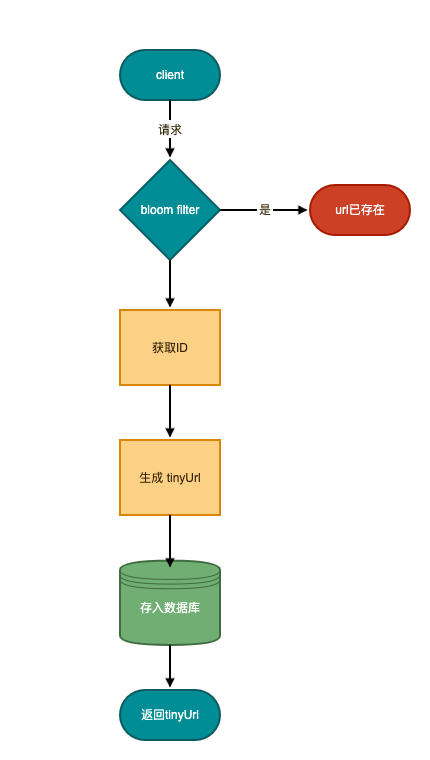 client
请求
bloom filter
是
url已存在
获取ID
生成 tinyUrl
存入数据库
返回tinyUrl